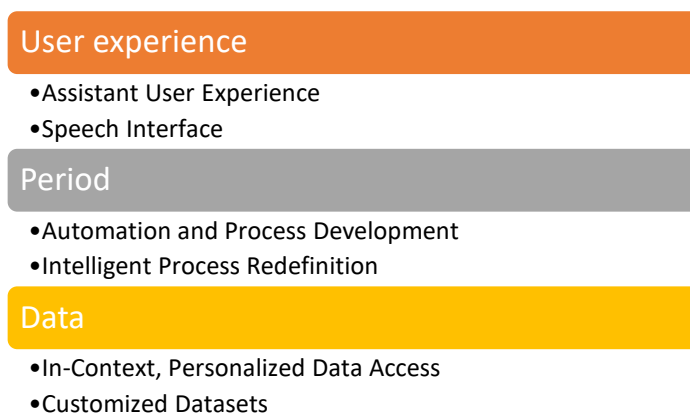 User experience
•Assistant User Experience
•Speech Interface
Period
•Automation and Process Development
•Intelligent Process Redefinition
Data
•In-Context, Personalized Data Access
•Customized Datasets